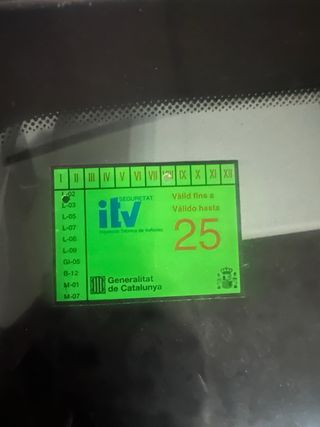 I II III IV V VI VII IX X XI XII
L-02
L-03
L-05
L-07
L-08
L-09
GI-05
B-12
M-01
M-07
SEGURETAT
itv
Inspecció Tècnica de Vehicles
Vàlid fins a
Válido hasta
25
Generalitat
de Catalunya